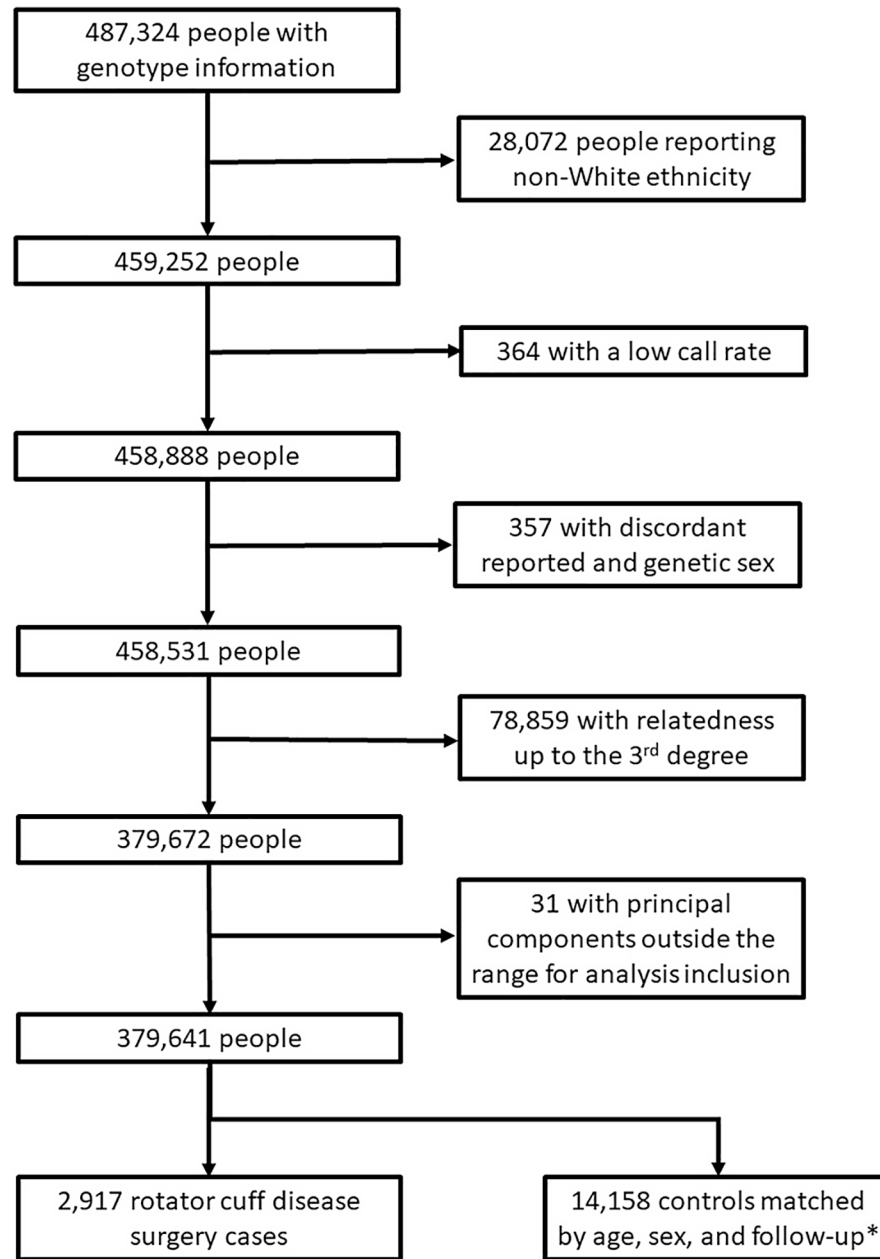 487,324 people with
genotype information
28,072 people reporting
non-White ethnicity
459,252 people
364 with a low call rate
458,888 people
357 with discordant
reported and genetic sex
458,531 people
78,859 with relatedness
up to the 3rd degree
379,672 people
31 with principal
components outside the
range for analysis inclusion
379,641 people
2,917 rotator cuff disease
surgery cases
14,158 controls matched
by age, sex, and follow-up*